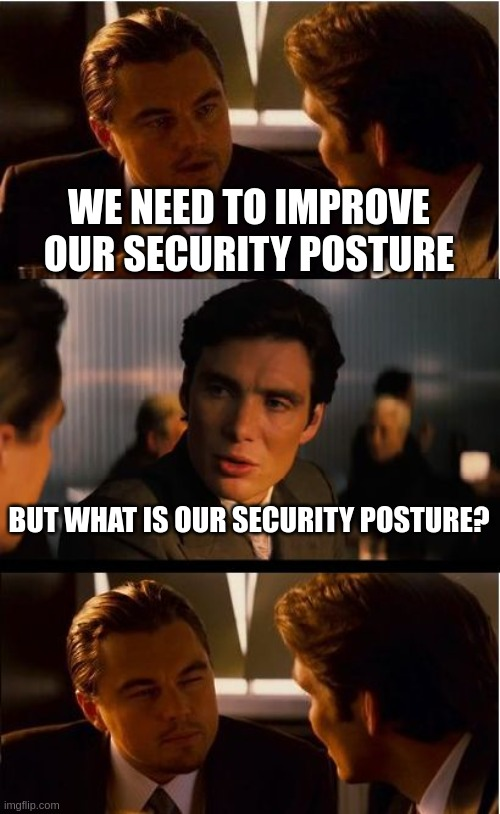 WE NEED TO IMPROVE
OUR SECURITY POSTURE
BUT WHAT IS OUR SECURITY POSTURE?
imgflip.com